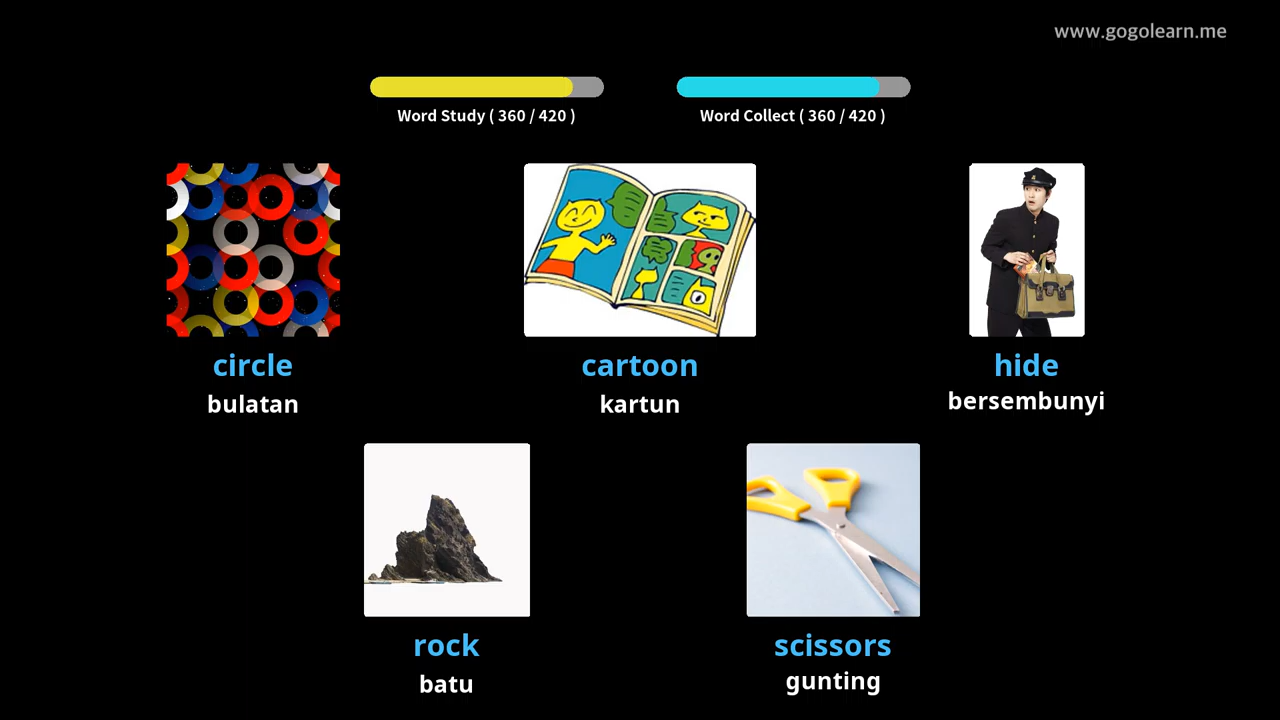 www.gogolearn.me
Word Study ( 360 / 420 )
Word Collect ( 360 / 420 )
circle
bulatan
cartoon
kartun
hide
bersembunyi
rock
batu
scissors
gunting